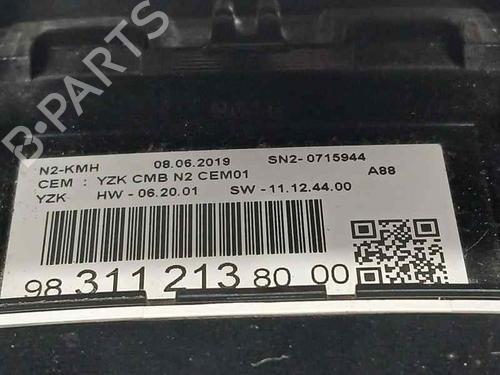 B-PARTS
N2-KMH 08.06.2019 SN2-0715944
CEM : YZK CMB N2 CEM01 A88
YZK HW - 06.20.01 SW - 11.12.44.00
98 311 213 80 00